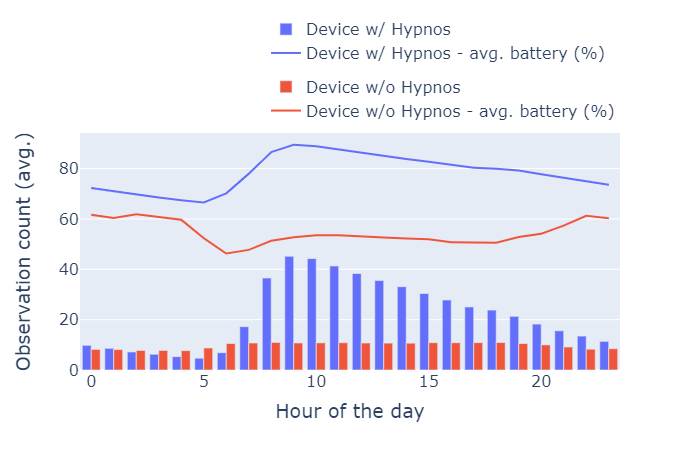 Device w/ Hypnos
Device w/ Hypnos - avg. battery (%)
Device w/o Hypnos
Device w/o Hypnos - avg. battery (%)
Observation count (avg.)
80
60
40
20
0
0 5 10 15 20
Hour of the day